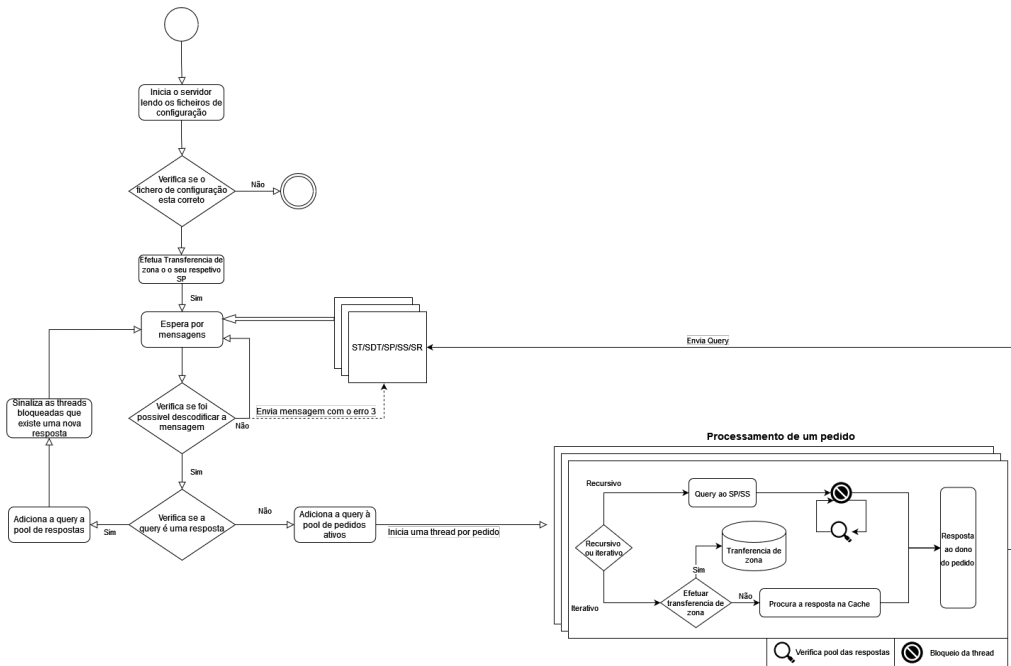 Inicia o servidor
lendo os ficheiros de
configuração
Verifica se o
fichero de configuração
esta correto
Não
Efetua Transferencia de
zona o o seu respetivo
SP
Sim
Espera por
mensagens
ST/SDT/SP/SS/SR
Envia Query
Verifica se foi
possivel descodificar a
mensagem
Não
Envia mensagem com o erro 3
Sinaliza as threads
bloqueadas que
existe uma nova
resposta
Sim
Adiciona a query a
pool de respostas
Sim
Verifica se a
query é uma resposta
Não
Adiciona a query à
pool de pedidos
ativos
Inicia uma thread por pedido
Processamento de um pedido
Recursivo
Query ao SP/SS
Recursivo
ou iterativo
Tranferencia de
zona
Resposta
ao dono
do pedido
Sim
Iterativo
Efetuar
transferencia de
zona
Não
Procura a resposta na Cache
Verifica pool das respostas
Bloqueio da thread